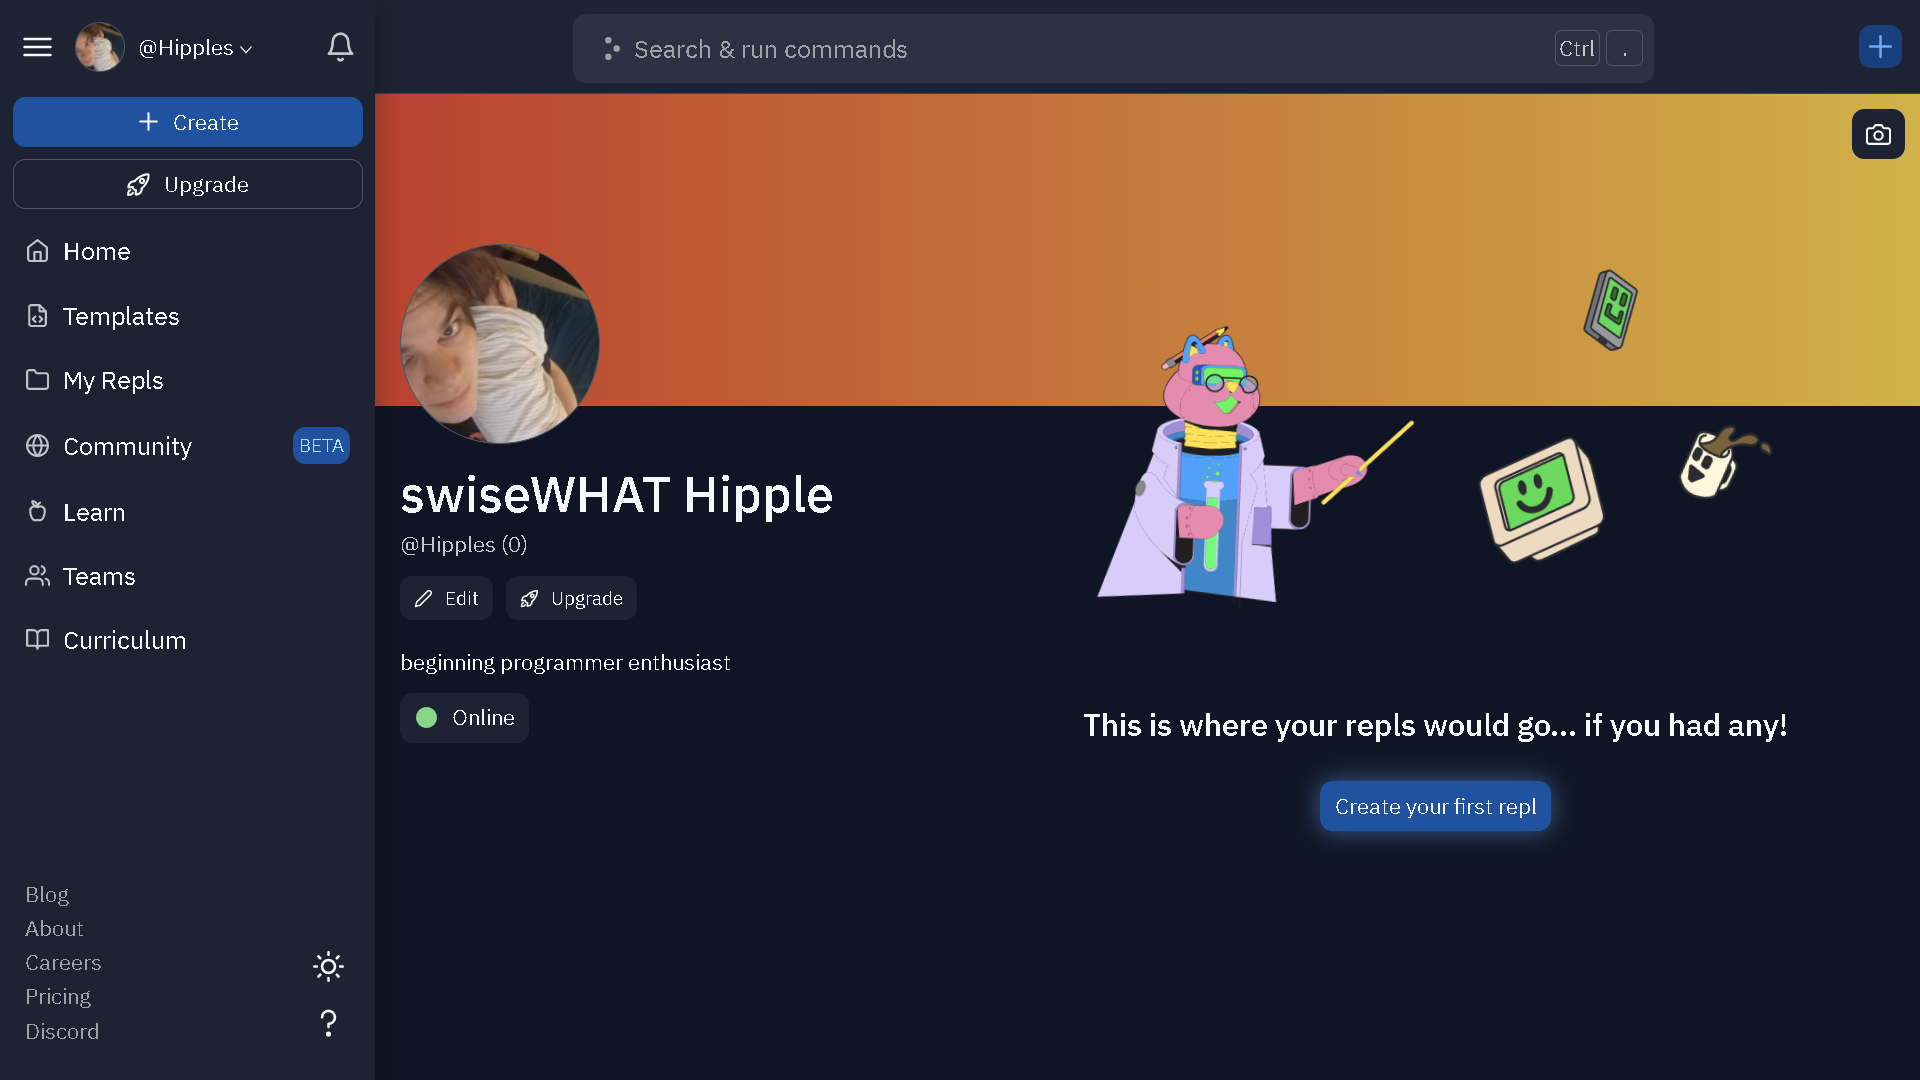 @Hipples
Search & run commands
Ctrl .
Create
Upgrade
Home
Templates
My Repls
Community BETA
Learn
Teams
Curriculum
Blog
About
Careers
Pricing
Discord
swiseWHAT Hipple
@Hipples (0)
Edit Upgrade
beginning programmer enthusiast
Online
This is where your repls would go... if you had any!
Create your first repl